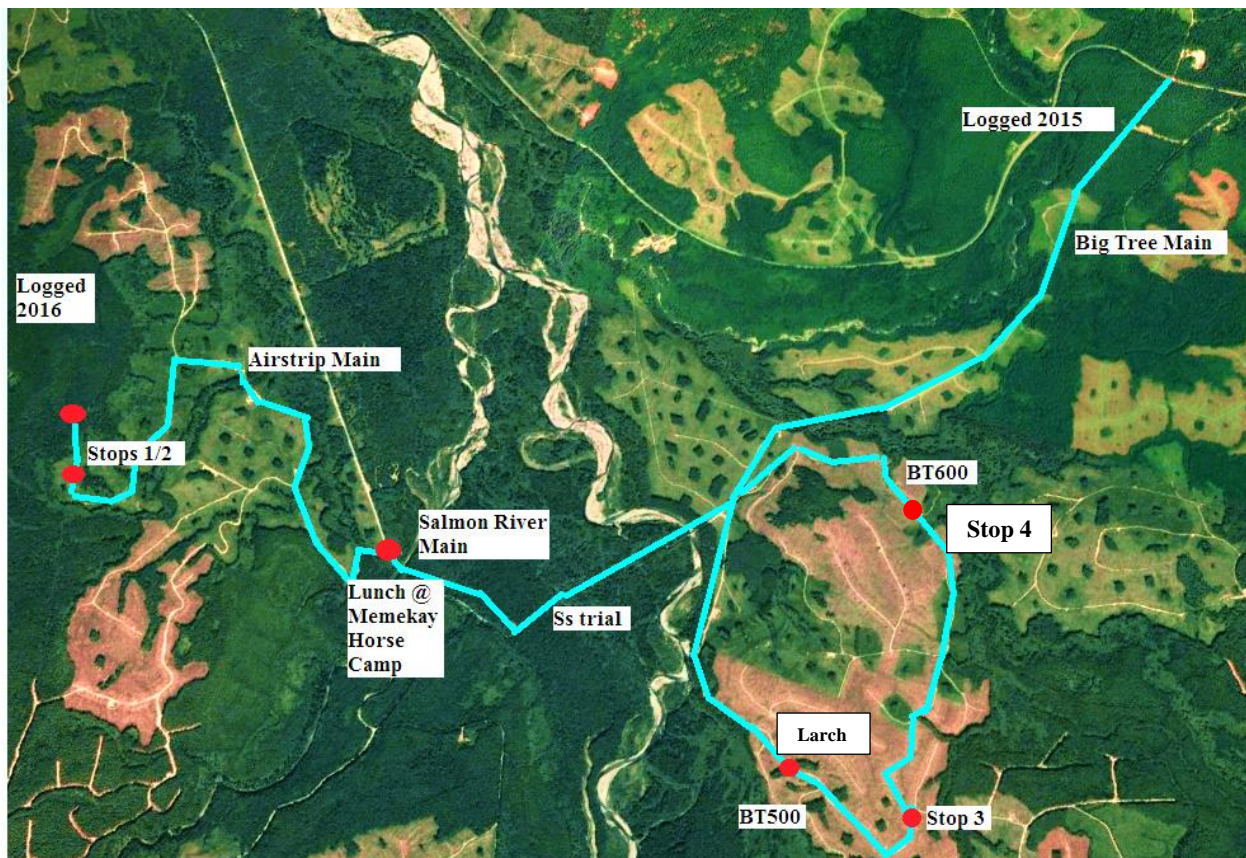 Logged 2015
Big Tree Main
Logged
2016
Airstrip Main
Stops 1/2
BT600
Stop 4
Salmon River
Main
Lunch @
Memekay
Horse
Camp
Ss trial
Larch
BT500
Stop 3